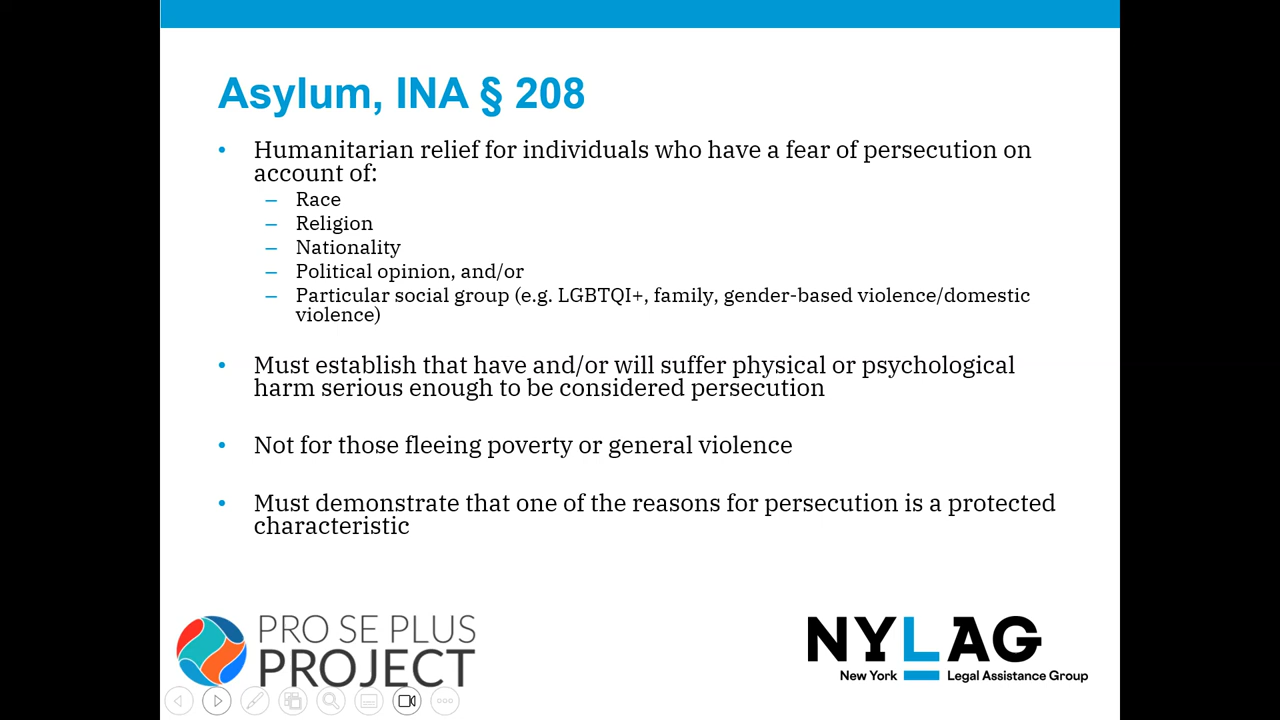 Asylum, INA § 208
• Humanitarian relief for individuals who have a fear of persecution on
account of:
– Race
– Religion
– Nationality
– Political opinion, and/or
– Particular social group (e.g. LGBTQI+, family, gender-based violence/domestic
violence)
• Must establish that have and/or will suffer physical or psychological
harm serious enough to be considered persecution
• Not for those fleeing poverty or general violence
• Must demonstrate that one of the reasons for persecution is a protected
characteristic
PRO SE PLUS
PROJECT
NYLAG
New York Legal Assistance Group